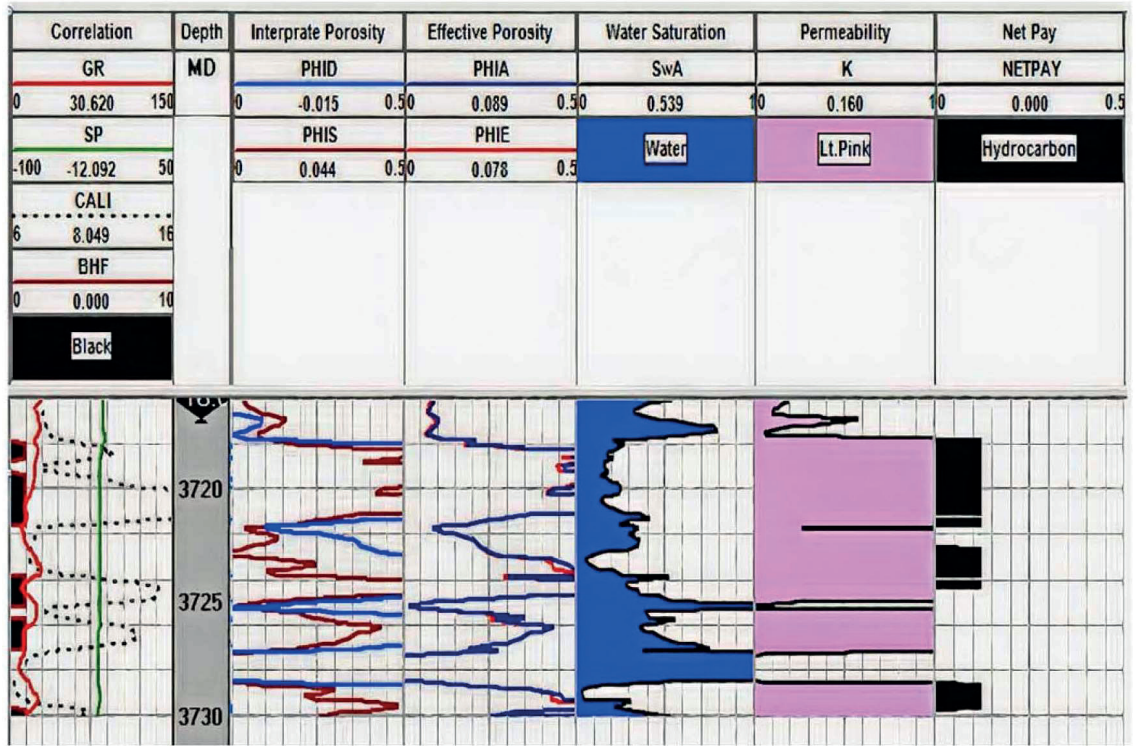 Correlation Depth Interprate Porosity Effective Porosity Water Saturation Permeability Net Pay
GR MD PHID PHIA SwA K NETPAY
0 30.620 150 0 -0.015 0.5 0 0.089 0.5 0 0.539 1 0 0.160 1 0 0.000 0.5
SP PHIS PHIE Water Lt.Pink Hydrocarbon
-100 -12.092 50 0 0.044 0.5 0 0.078 0.5
CALI
6 8.049 16
BHF
0 0.000 10
Black
3720
3725
3730